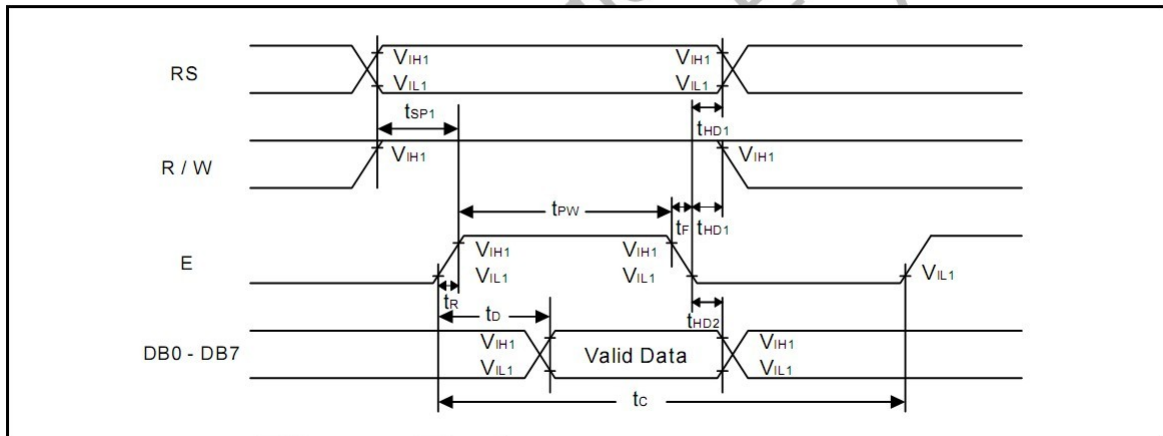 RS
VIH1
VIL1
VIH1
VIL1
tSP1
tHD1
R / W
VIH1
VIH1
tPW
tF
tHD1
E
VIH1
VIL1
VIH1
VIL1
VIL1
tR
tD
tHD2
DB0 - DB7
VIH1
VIL1
Valid Data
VIH1
VIL1
tC